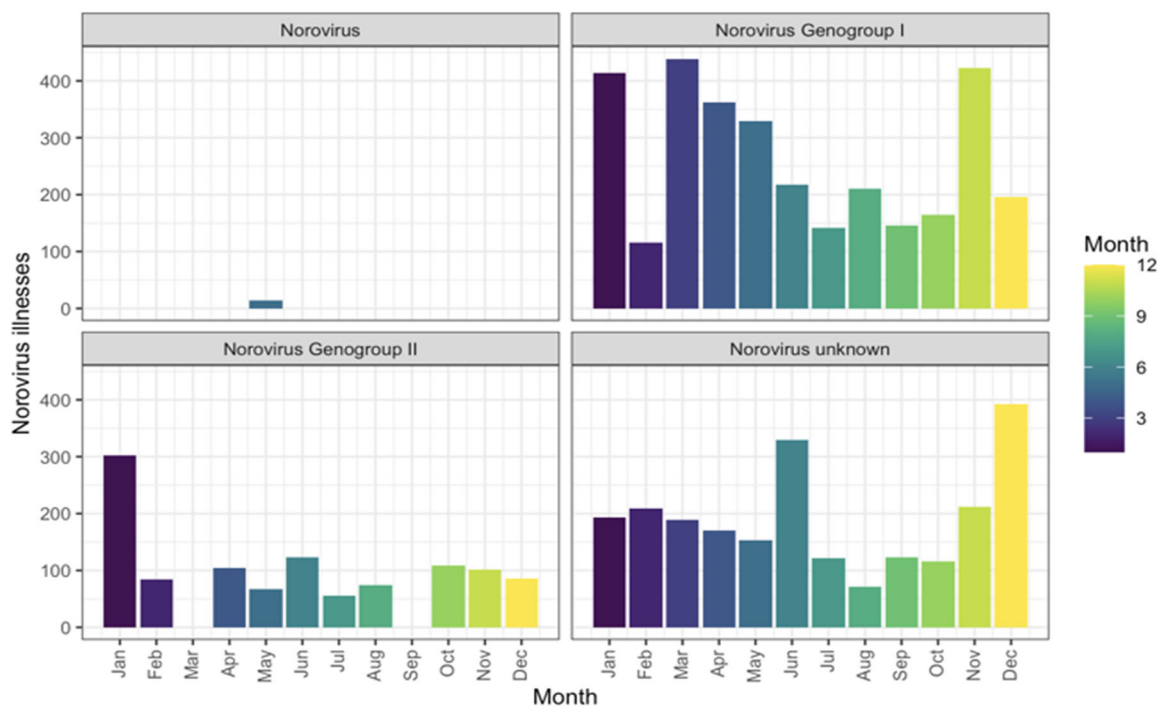 Norovirus
Norovirus Genogroup I
400
300
200
100
0
Norovirus Genogroup II
Norovirus unknown
400
300
200
100
0
Norovirus illnesses
Jan Feb Mar Apr May Jun Jul Aug Sep Oct Nov Dec
Jan Feb Mar Apr May Jun Jul Aug Sep Oct Nov Dec
Month
Month
12
9
6
3